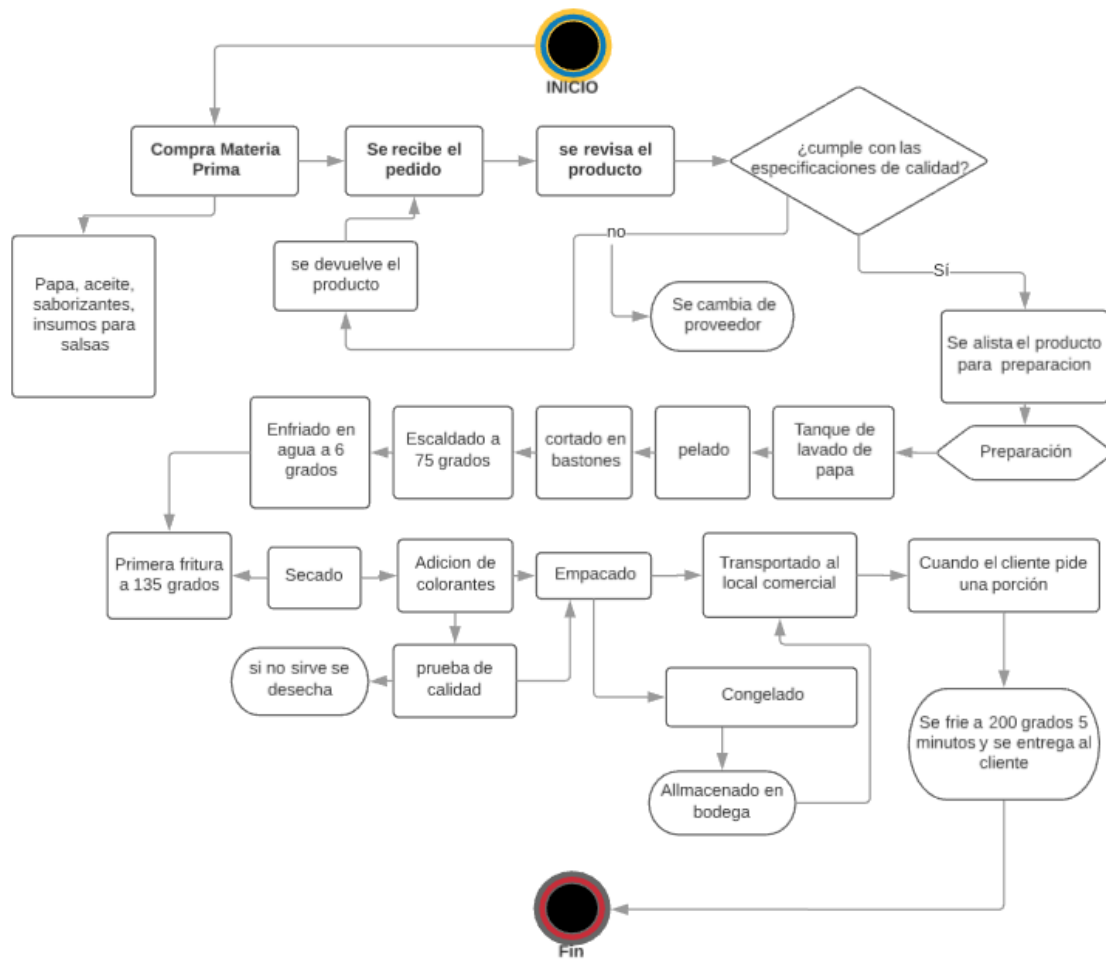 INICIO
Compra Materia
Prima
Se recibe el
pedido
se revisa el
producto
¿cumple con las
especificaciones de calidad?
Papa, aceite,
saborizantes,
insumos para
salsas
se devuelve el
producto
no
Se cambia de
proveedor
Sí
Se alista el producto
para preparacion
Enfriado en
agua a 6
grados
Escaldado a
75 grados
cortado en
bastones
pelado
Tanque de
lavado de
papa
Preparación
Primera fritura
a 135 grados
Secado
Adicion de
colorantes
Empacado
Transportado al
local comercial
Cuando el cliente pide
una porción
si no sirve se
desecha
prueba de
calidad
Congelado
Se frie a 200 grados 5
minutos y se entrega al
cliente
Allmacenado en
bodega
Fin